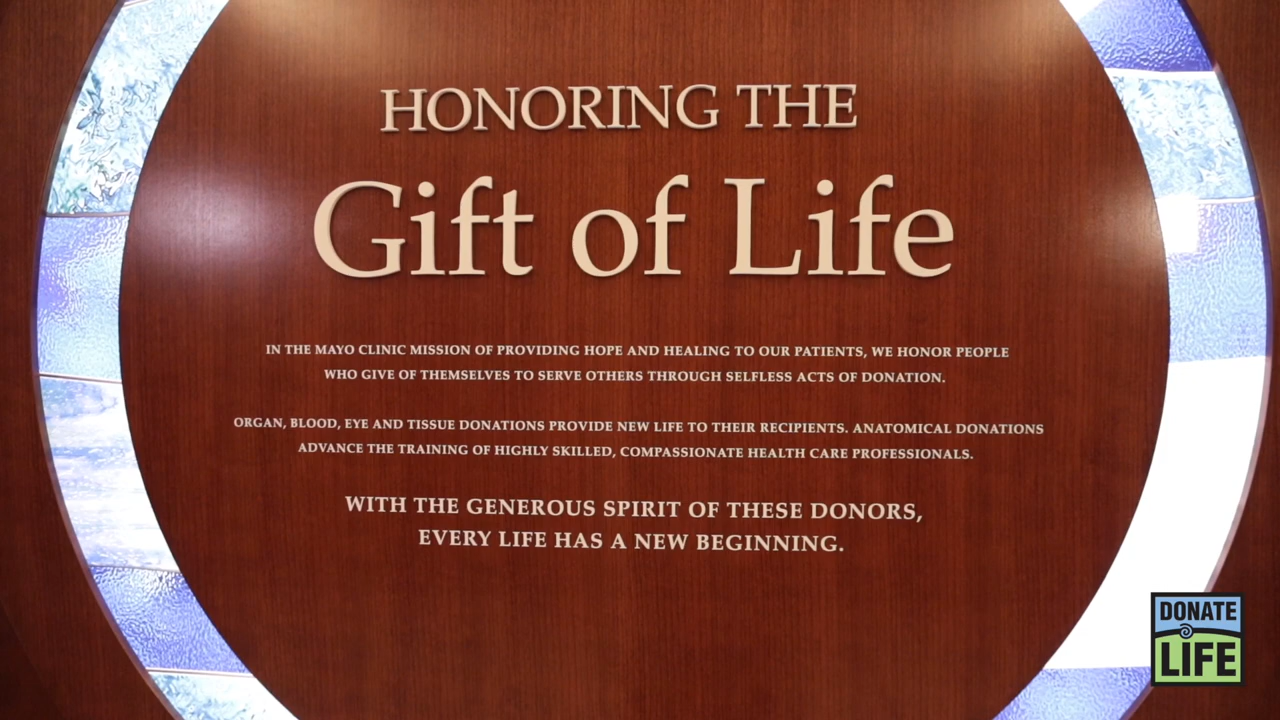 HONORING THE
Gift of Life
IN THE MAYO CLINIC MISSION OF PROVIDING HOPE AND HEALING TO OUR PATIENTS, WE HONOR PEOPLE
WHO GIVE OF THEMSELVES TO SERVE OTHERS THROUGH SELFLESS ACTS OF DONATION.
ORGAN, BLOOD, EYE AND TISSUE DONATIONS PROVIDE NEW LIFE TO THEIR RECIPIENTS. ANATOMICAL DONATIONS
ADVANCE THE TRAINING OF HIGHLY SKILLED, COMPASSIONATE HEALTH CARE PROFESSIONALS.
WITH THE GENEROUS SPIRIT OF THESE DONORS,
EVERY LIFE HAS A NEW BEGINNING.
DONATE
LIFE